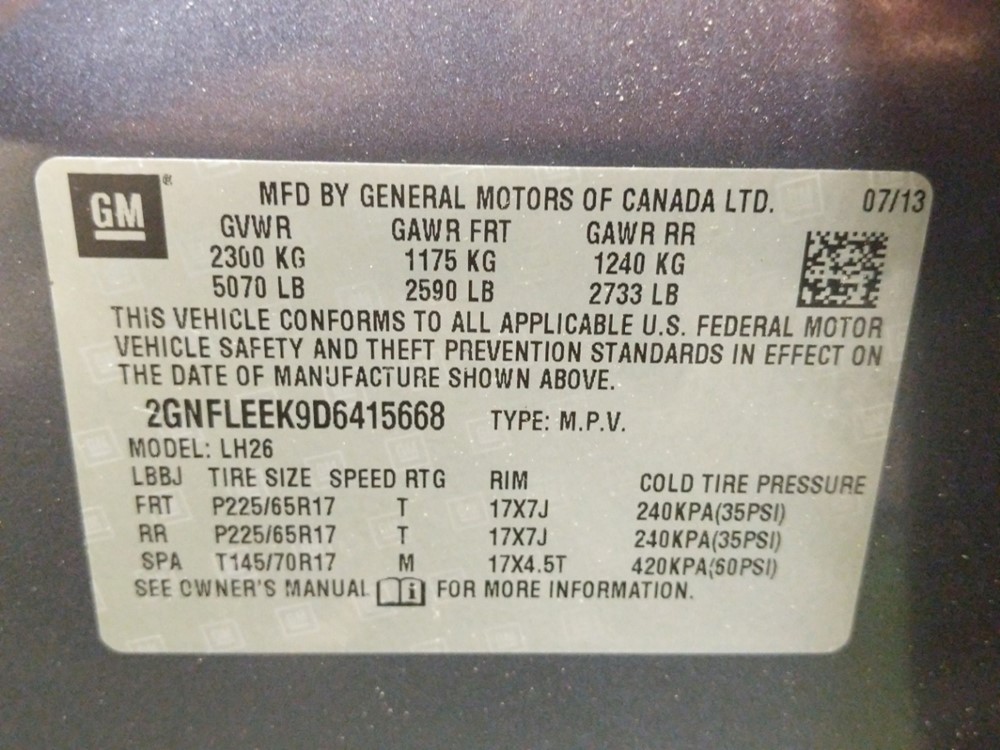 GM®
MFD BY GENERAL MOTORS OF CANADA LTD. 07/13
GVWR GAWR FRT GAWR RR
2300 KG 1175 KG 1240 KG
5070 LB 2590 LB 2733 LB
THIS VEHICLE CONFORMS TO ALL APPLICABLE U.S. FEDERAL MOTOR
VEHICLE SAFETY AND THEFT PREVENTION STANDARDS IN EFFECT ON
THE DATE OF MANUFACTURE SHOWN ABOVE.
2GNFLEEK9D6415668 TYPE: M.P.V.
MODEL: LH26
LBBJ TIRE SIZE SPEED RTG RIM COLD TIRE PRESSURE
FRT P225/65R17 T 17X7J 240KPA(35PSI)
RR P225/65R17 T 17X7J 240KPA(35PSI)
SPA T145/70R17 M 17X4.5T 420KPA(60PSI)
SEE OWNER'S MANUAL i FOR MORE INFORMATION.